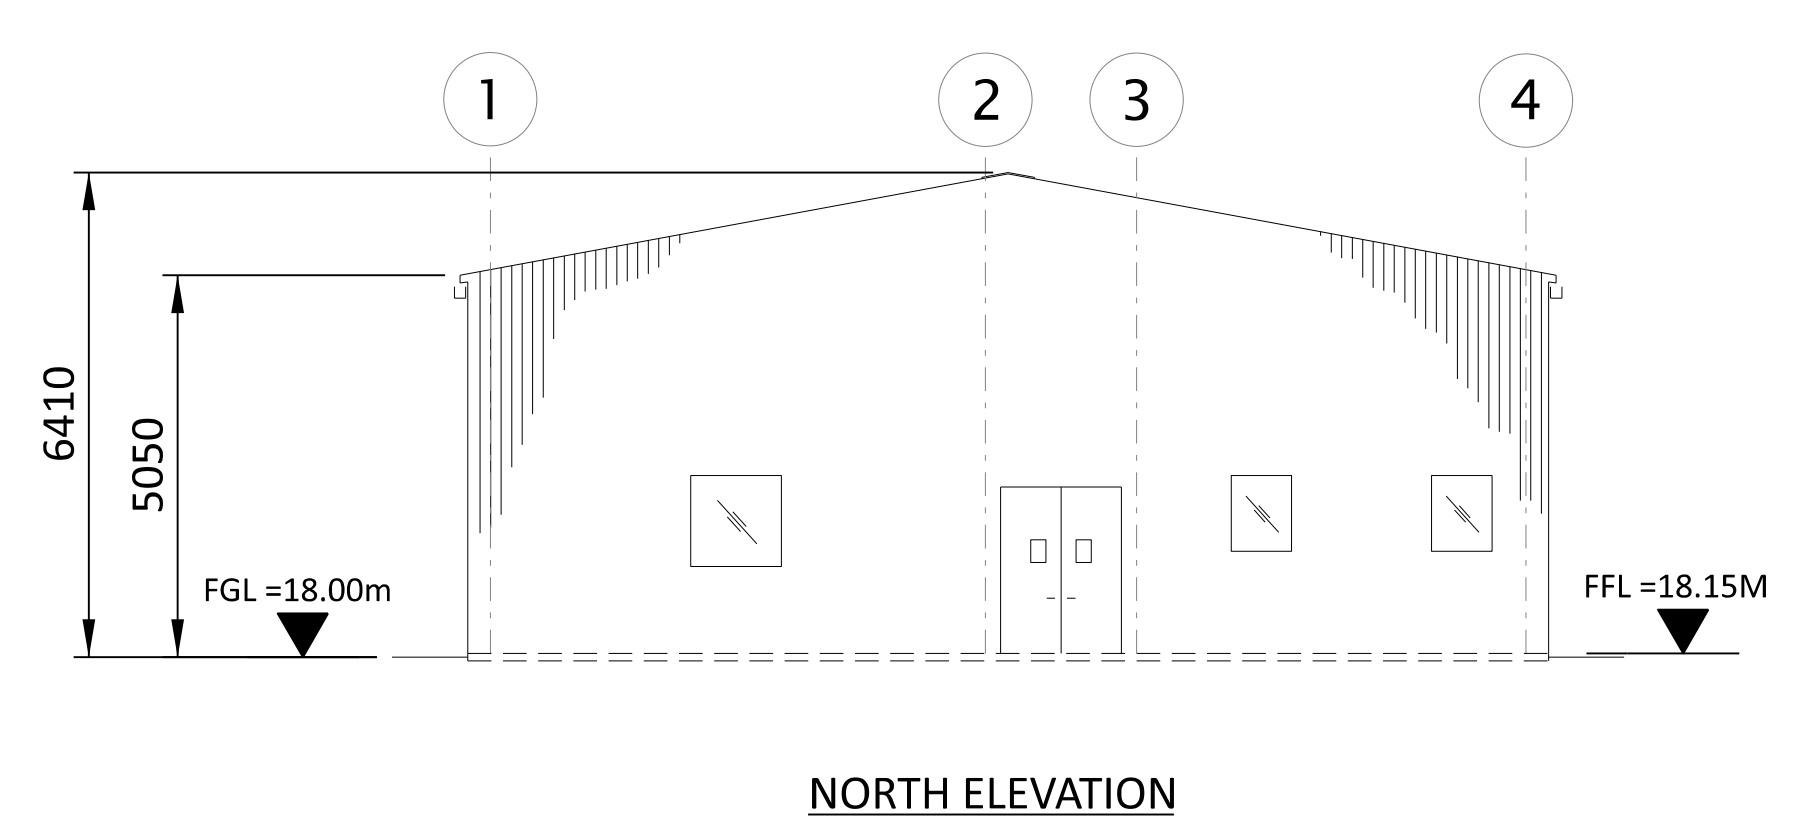 1
2
3
4
6410
5050
FGL =18.00m
FFL =18.15M
NORTH ELEVATION